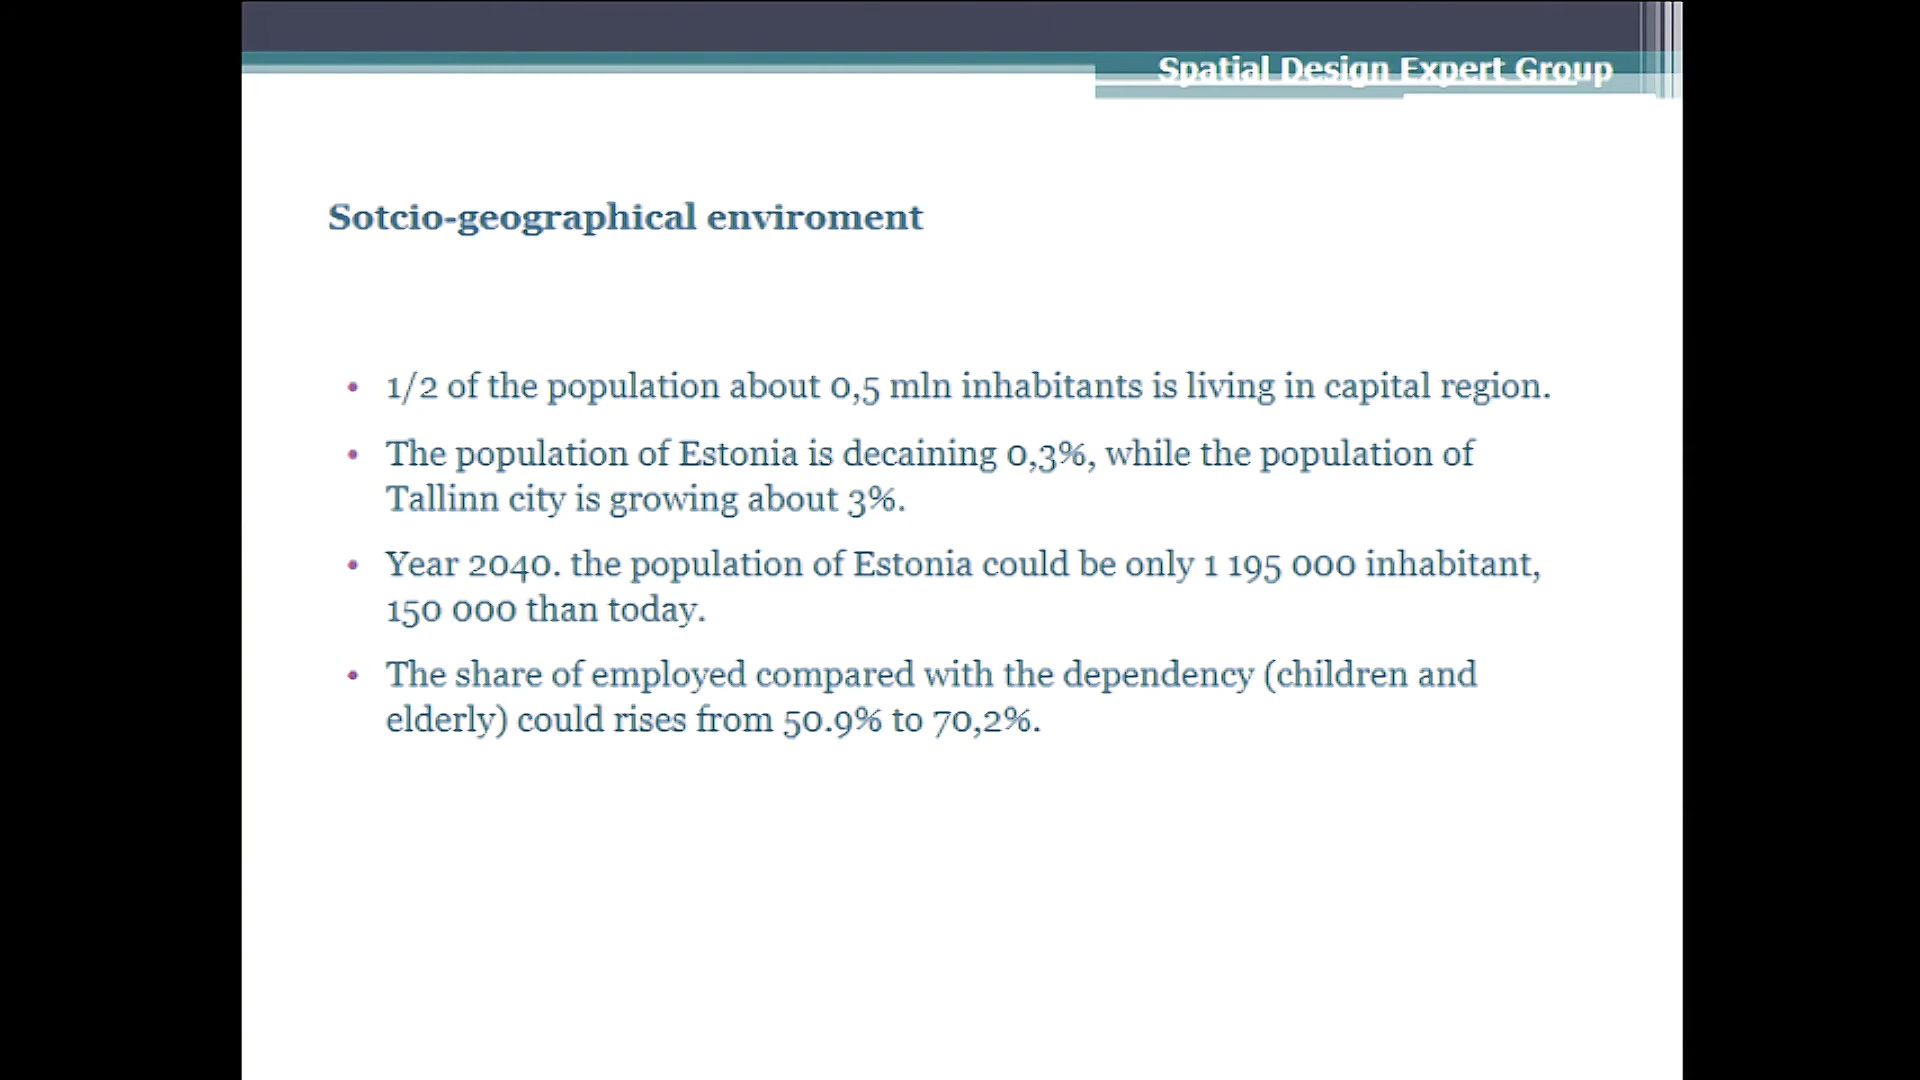 Spatial Design Expert Group
Sotcio-geographical enviroment
• 1/2 of the population about 0,5 mln inhabitants is living in capital region.
• The population of Estonia is decaining 0,3%, while the population of
Tallinn city is growing about 3%.
• Year 2040. the population of Estonia could be only 1 195 000 inhabitant,
150 000 than today.
• The share of employed compared with the dependency (children and
elderly) could rises from 50.9% to 70,2%.